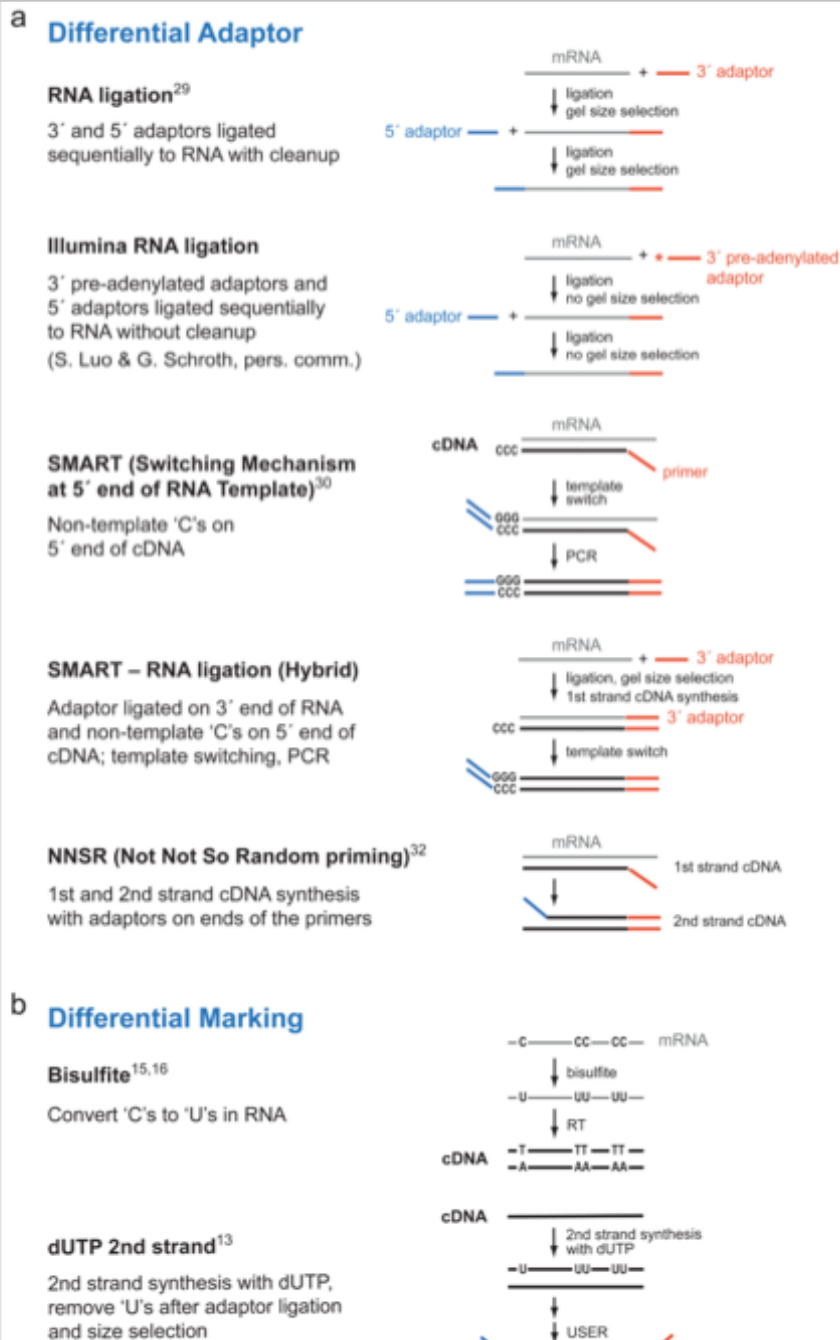 a
Differential Adaptor
RNA ligation29
3´ and 5´ adaptors ligated
sequentially to RNA with cleanup
mRNA
+ 3´ adaptor
ligation
gel size selection
5´ adaptor +
ligation
gel size selection
Illumina RNA ligation
3´ pre-adenylated adaptors and
5´ adaptors ligated sequentially
to RNA without cleanup
(S. Luo & G. Schroth, pers. comm.)
mRNA
+ * 3´ pre-adenylated
adaptor
ligation
no gel size selection
5´ adaptor +
ligation
no gel size selection
SMART (Switching Mechanism
at 5´ end of RNA Template)30
Non-template ‘C’s on
5´ end of cDNA
mRNA
cDNA CCC
primer
template
switch
GGG
CCC
PCR
GGG
CCC
SMART – RNA ligation (Hybrid)
Adaptor ligated on 3´ end of RNA
and non-template ‘C’s on 5´ end of
cDNA; template switching, PCR
mRNA
+ 3´ adaptor
ligation, gel size selection
1st strand cDNA synthesis
3´ adaptor
CCC
template switch
GGG
CCC
NNSR (Not Not So Random priming)32
1st and 2nd strand cDNA synthesis
with adaptors on ends of the primers
mRNA
1st strand cDNA
2nd strand cDNA
b
Differential Marking
Bisulfite15,16
Convert ‘C’s to ‘U’s in RNA
C CC CC mRNA
bisulfite
U UU UU
RT
cDNA
T TT TT
A AA AA
dUTP 2nd strand13
2nd strand synthesis with dUTP,
remove ‘U’s after adaptor ligation
and size selection
cDNA
2nd strand synthesis
with dUTP
U UU UU
USER